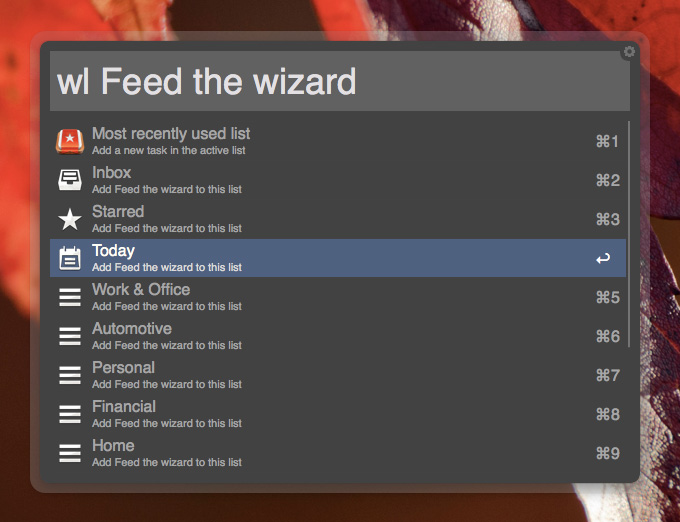 wl Feed the wizard
Most recently used list
Add a new task in the active list
⌘1
Inbox
Add Feed the wizard to this list
⌘2
Starred
Add Feed the wizard to this list
⌘3
Today
Add Feed the wizard to this list
↩
Work & Office
Add Feed the wizard to this list
⌘5
Automotive
Add Feed the wizard to this list
⌘6
Personal
Add Feed the wizard to this list
⌘7
Financial
Add Feed the wizard to this list
⌘8
Home
Add Feed the wizard to this list
⌘9